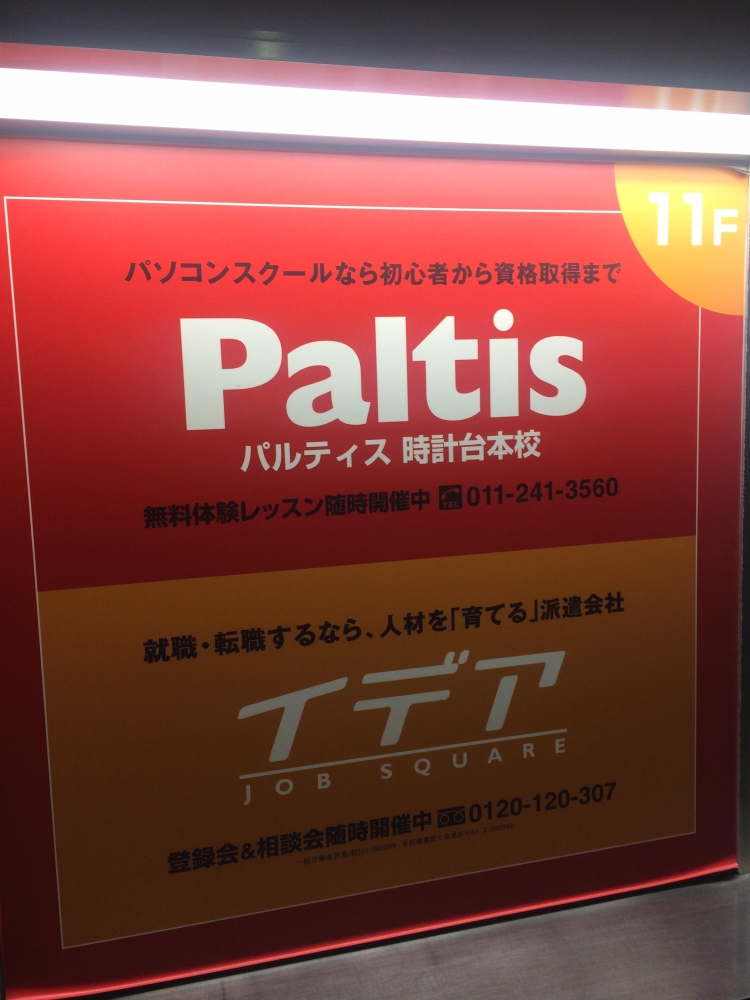 11F
パソコンスクールなら初心者から資格取得まで
Paltis
パルティス 時計台本校
無料体験レッスン随時開催中 TEL 011-241-3560
就職・転職するなら、人材を「育てる」派遣会社
イデア
JOB SQUARE
登録会&相談会随時開催中 0120-120-307